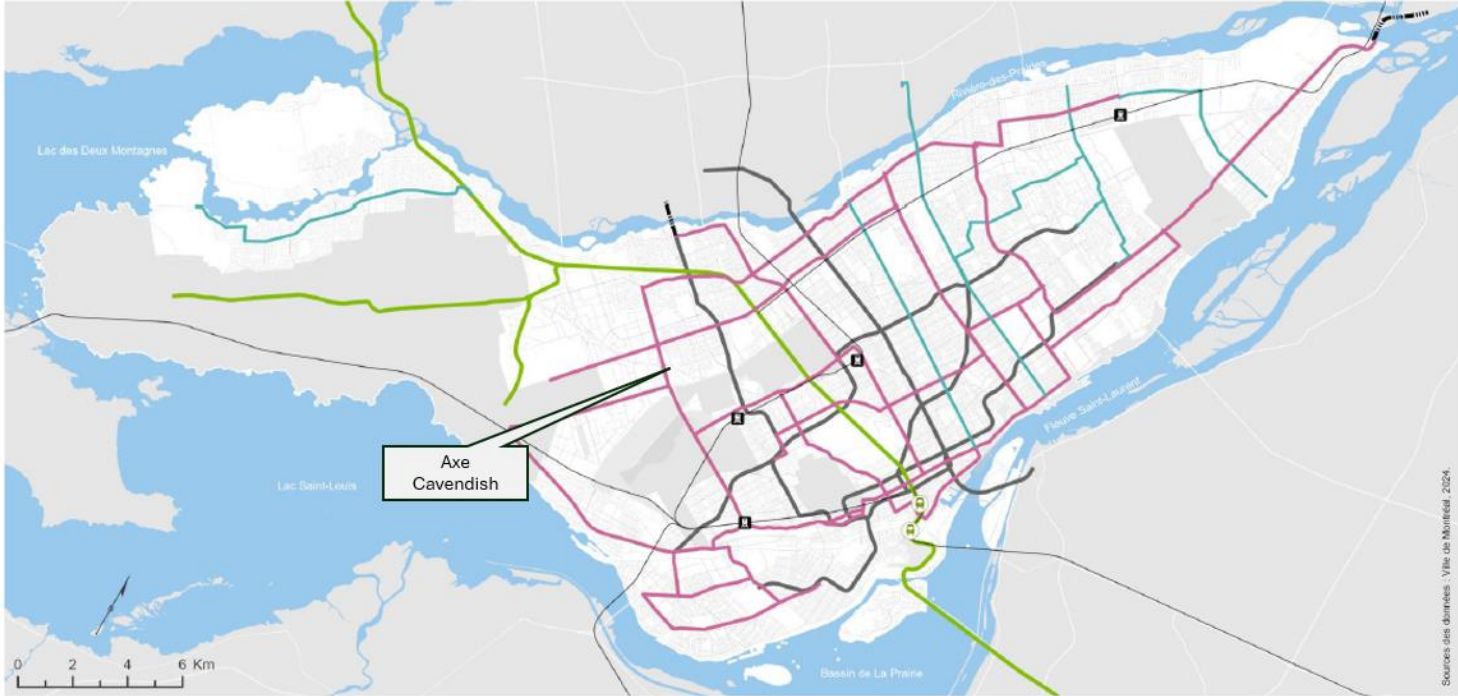 Rivière-des-Prairies
Lac des Deux Montagnes
Fleuve Saint-Laurent
Axe
Cavendish
Lac Saint-Louis
Bassin de La Prairie
0 2 4 6 Km
Sources des données : Ville de Montréal, 2024.